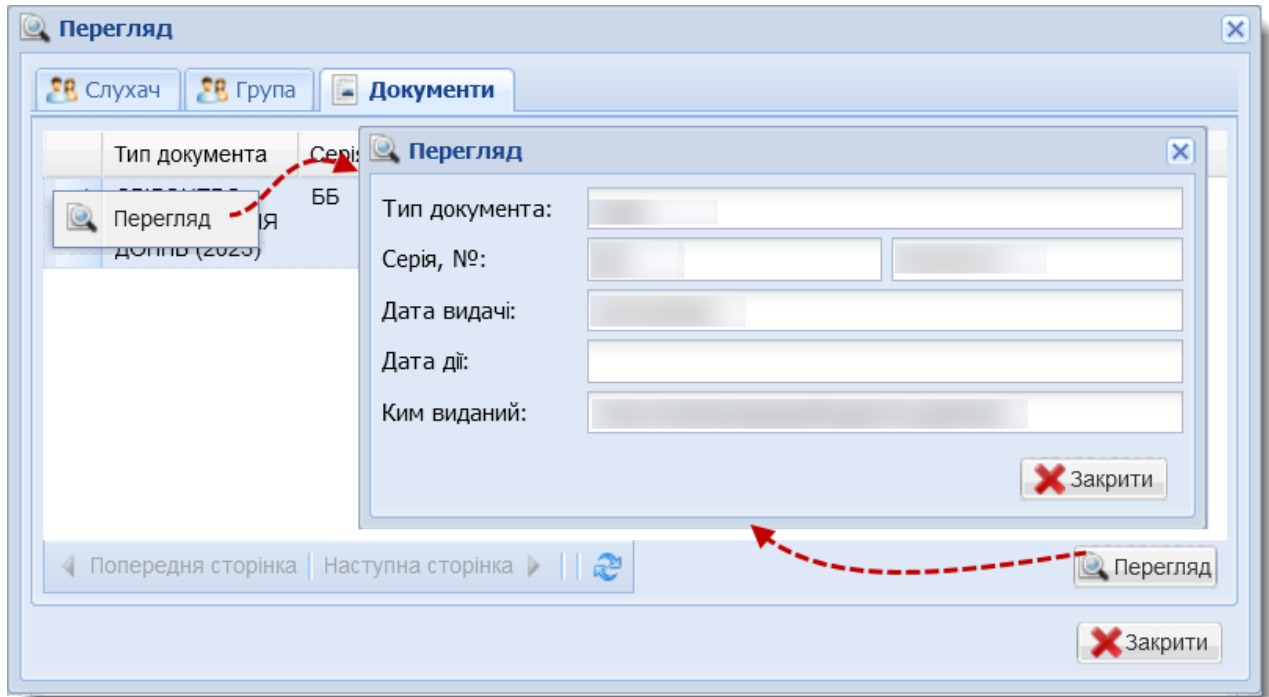 Перегляд
Слухач Група Документи
Тип документа
ББ
Перегляд
(2023)
Перегляд
Тип документа:
Серія, №:
Дата видачі:
Дата дії:
Ким виданий:
Закрити
Попередня сторінка Наступна сторінка
Перегляд
Закрити